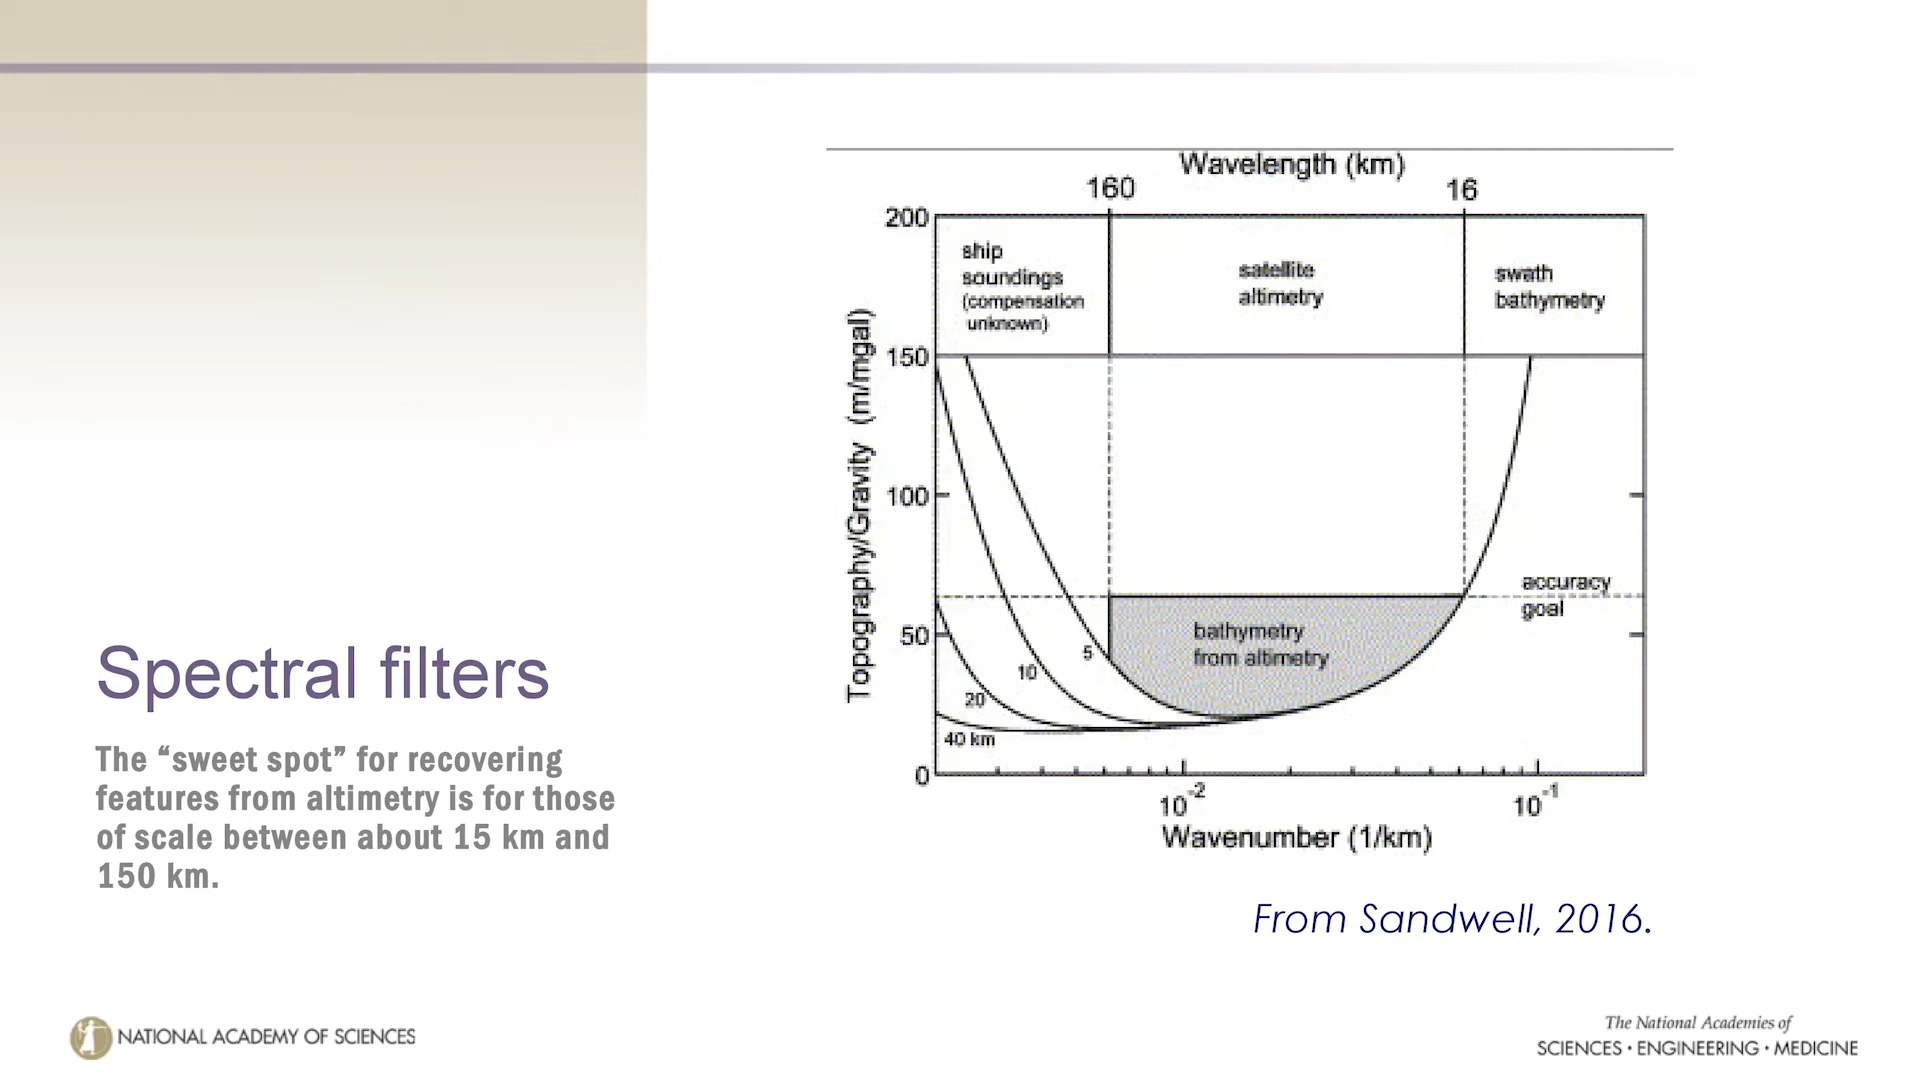 Spectral filters
The “sweet spot” for recovering
features from altimetry is for those
of scale between about 15 km and
150 km.
Wavelength (km)
160
16
200
150
100
50
0
ship
soundings
(compensation
unknown)
satellite
altimetry
swath
bathymetry
Topography/Gravity (m/mgal)
accuracy
goal
bathymetry
from altimetry
5
10
20
40 km
10-2
10-1
Wavenumber (1/km)
From Sandwell, 2016.
NATIONAL ACADEMY OF SCIENCES
The National Academies of
SCIENCES • ENGINEERING • MEDICINE